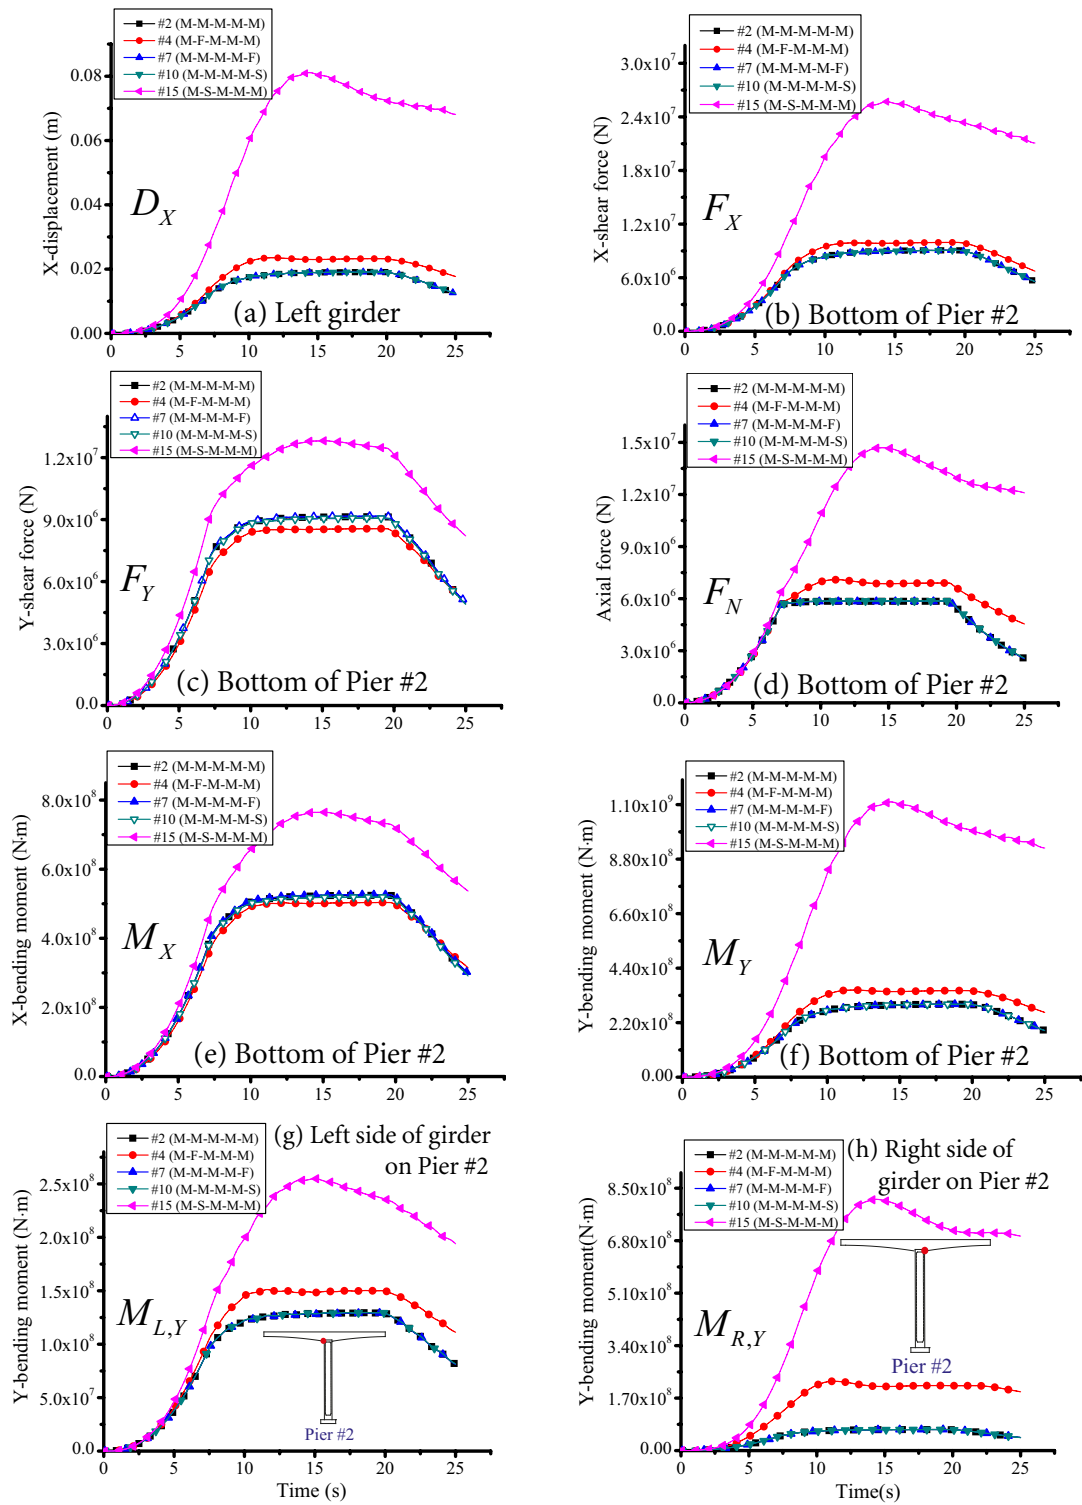 #2 (M-M-M-M-M)
#4 (M-F-M-M-M)
#7 (M-M-M-M-F)
#10 (M-M-M-M-S)
#15 (M-S-M-M-M)
0.08
0.06
0.04
0.02
0.00
X-displacement (m)
D_X
(a) Left girder
0 5 10 15 20 25
#2 (M-M-M-M-M)
#4 (M-F-M-M-M)
#7 (M-M-M-M-F)
#10 (M-M-M-M-S)
#15 (M-S-M-M-M)
3.0x10^7
2.4x10^7
1.8x10^7
1.2x10^7
9.0x10^6
6.0x10^6
3.0x10^6
0.0
X-shear force (N)
F_X
(b) Bottom of Pier #2
0 5 10 15 20 25
#2 (M-M-M-M-M)
#4 (M-F-M-M-M)
#7 (M-M-M-M-F)
#10 (M-M-M-M-S)
#15 (M-S-M-M-M)
1.2x10^7
9.0x10^6
6.0x10^6
3.0x10^6
0.0
Y-shear force (N)
F_Y
(c) Bottom of Pier #2
0 5 10 15 20 25
#2 (M-M-M-M-M)
#4 (M-F-M-M-M)
#7 (M-M-M-M-F)
#10 (M-M-M-M-S)
#15 (M-S-M-M-M)
1.5x10^7
1.2x10^7
9.0x10^6
6.0x10^6
3.0x10^6
0.0
Axial force (N)
F_N
(d) Bottom of Pier #2
0 5 10 15 20 25
#2 (M-M-M-M-M)
#4 (M-F-M-M-M)
#7 (M-M-M-M-F)
#10 (M-M-M-M-S)
#15 (M-S-M-M-M)
8.0x10^8
6.0x10^8
4.0x10^8
2.0x10^8
0.0
X-bending moment (N·m)
M_X
(e) Bottom of Pier #2
0 5 10 15 20 25
#2 (M-M-M-M-M)
#4 (M-F-M-M-M)
#7 (M-M-M-M-F)
#10 (M-M-M-M-S)
#15 (M-S-M-M-M)
1.10x10^9
8.80x10^8
6.60x10^8
4.40x10^8
2.20x10^8
0.00
Y-bending moment (N·m)
M_Y
(f) Bottom of Pier #2
0 5 10 15 20 25
#2 (M-M-M-M-M)
#4 (M-F-M-M-M)
#7 (M-M-M-M-F)
#10 (M-M-M-M-S)
#15 (M-S-M-M-M)
(g) Left side of girder
on Pier #2
2.5x10^8
2.0x10^8
1.5x10^8
1.0x10^8
5.0x10^7
0.0
Y-bending moment (N·m)
M_{L,Y}
Pier #2
0 5 10 15 20 25
Time (s)
#2 (M-M-M-M-M)
#4 (M-F-M-M-M)
#7 (M-M-M-M-F)
#10 (M-M-M-M-S)
#15 (M-S-M-M-M)
(h) Right side of
girder on Pier #2
8.50x10^8
6.80x10^8
5.10x10^8
3.40x10^8
1.70x10^8
0.00
Y-bending moment(N·m)
M_{R,Y}
Pier #2
0 5 10 15 20 25
Time(s)